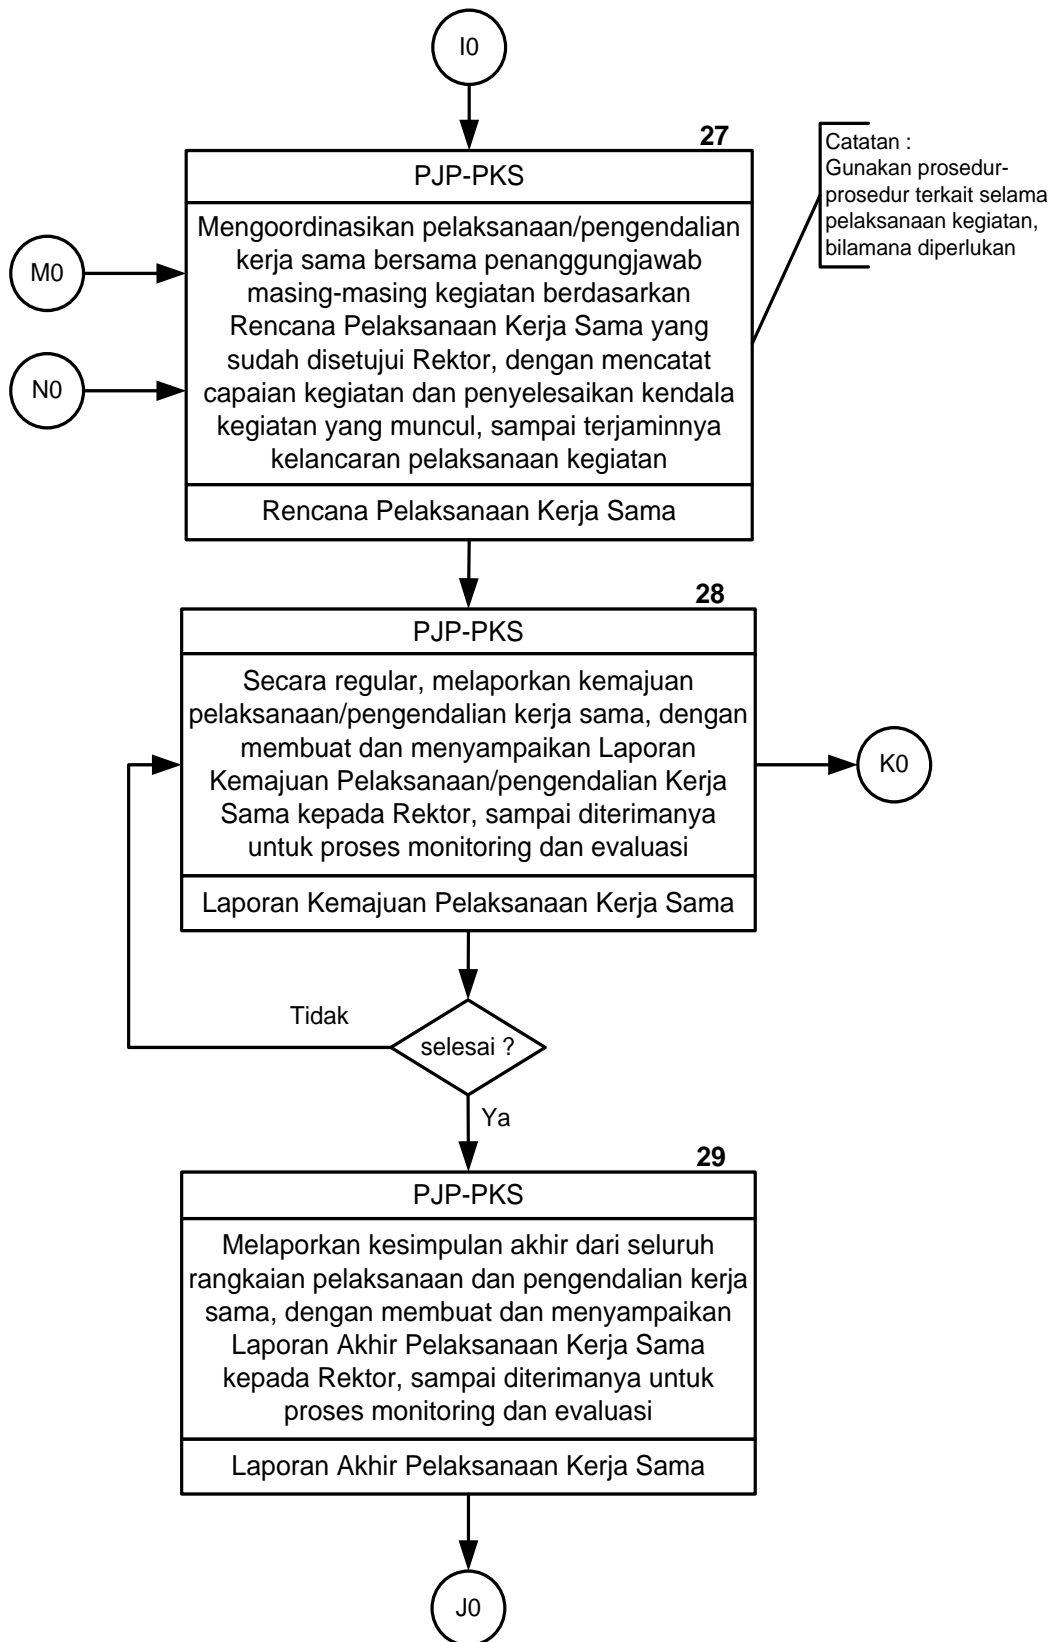 I0
27
PJP-PKS
Catatan :
Gunakan prosedur-
prosedur terkait selama
pelaksanaan kegiatan,
bilamana diperlukan
M0
N0
Mengoordinasikan pelaksanaan/pengendalian
kerja sama bersama penanggungjawab
masing-masing kegiatan berdasarkan
Rencana Pelaksanaan Kerja Sama yang
sudah disetujui Rektor, dengan mencatat
capaian kegiatan dan penyelesaikan kendala
kegiatan yang muncul, sampai terjaminnya
kelancaran pelaksanaan kegiatan
Rencana Pelaksanaan Kerja Sama
28
PJP-PKS
Secara regular, melaporkan kemajuan
pelaksanaan/pengendalian kerja sama, dengan
membuat dan menyampaikan Laporan
Kemajuan Pelaksanaan/pengendalian Kerja
Sama kepada Rektor, sampai diterimanya
untuk proses monitoring dan evaluasi
K0
Laporan Kemajuan Pelaksanaan Kerja Sama
Tidak
selesai ?
Ya
29
PJP-PKS
Melaporkan kesimpulan akhir dari seluruh
rangkaian pelaksanaan dan pengendalian kerja
sama, dengan membuat dan menyampaikan
Laporan Akhir Pelaksanaan Kerja Sama
kepada Rektor, sampai diterimanya untuk
proses monitoring dan evaluasi
Laporan Akhir Pelaksanaan Kerja Sama
J0